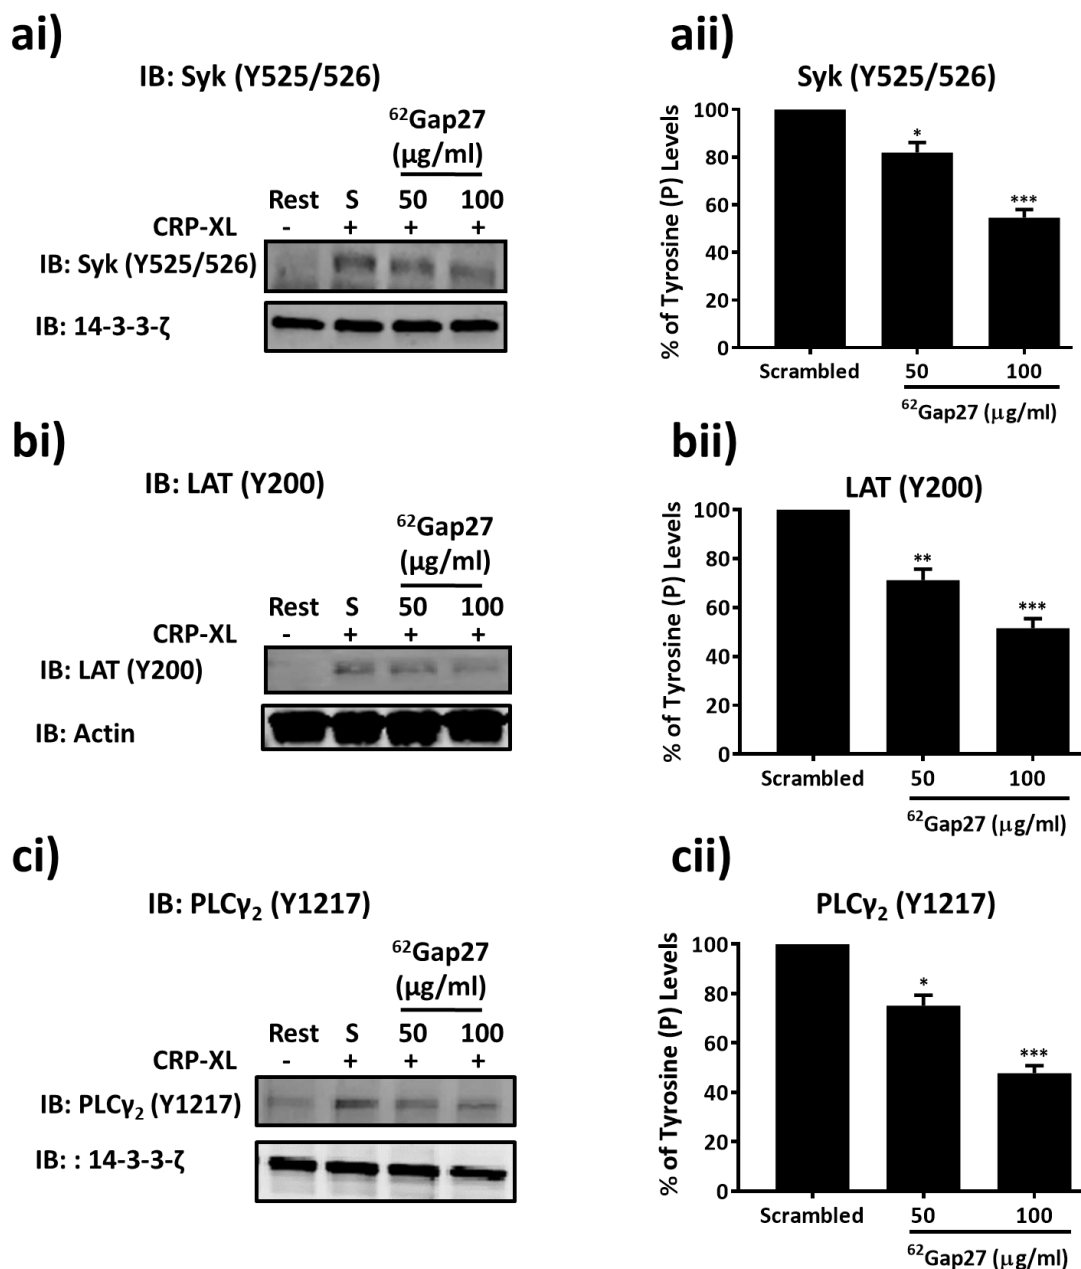 ai)
IB: Syk (Y525/526)
⁶²Gap27
(µg/ml)
Rest S 50 100
CRP-XL - + + +
IB: Syk (Y525/526)
IB: 14-3-3-ζ
aii)
Syk (Y525/526)
% of Tyrosine (P) Levels
100
80
60
40
20
0
*
***
Scrambled 50 100
⁶²Gap27 (µg/ml)
bi)
IB: LAT (Y200)
⁶²Gap27
(µg/ml)
Rest S 50 100
CRP-XL - + + +
IB: LAT (Y200)
IB: Actin
bii)
LAT (Y200)
% of Tyrosine (P) Levels
100
80
60
40
20
0
**
***
Scrambled 50 100
⁶²Gap27 (µg/ml)
ci)
IB: PLCγ₂ (Y1217)
⁶²Gap27
(µg/ml)
Rest S 50 100
CRP-XL - + + +
IB: PLCγ₂ (Y1217)
IB: : 14-3-3-ζ
cii)
PLCγ₂ (Y1217)
% of Tyrosine (P) Levels
100
80
60
40
20
0
*
***
Scrambled 50 100
⁶²Gap27 (µg/ml)